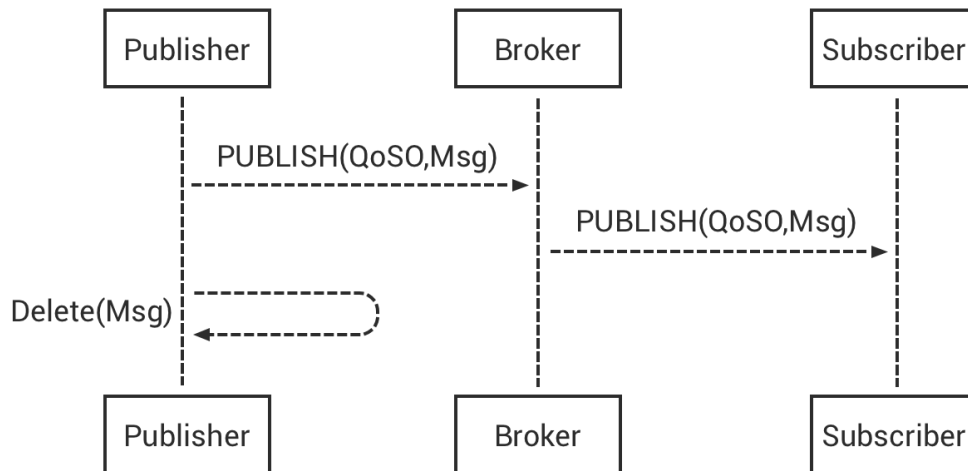 Publisher
Broker
Subscriber
PUBLISH(QoSO,Msg)
PUBLISH(QoSO,Msg)
Delete(Msg)
Publisher
Broker
Subscriber